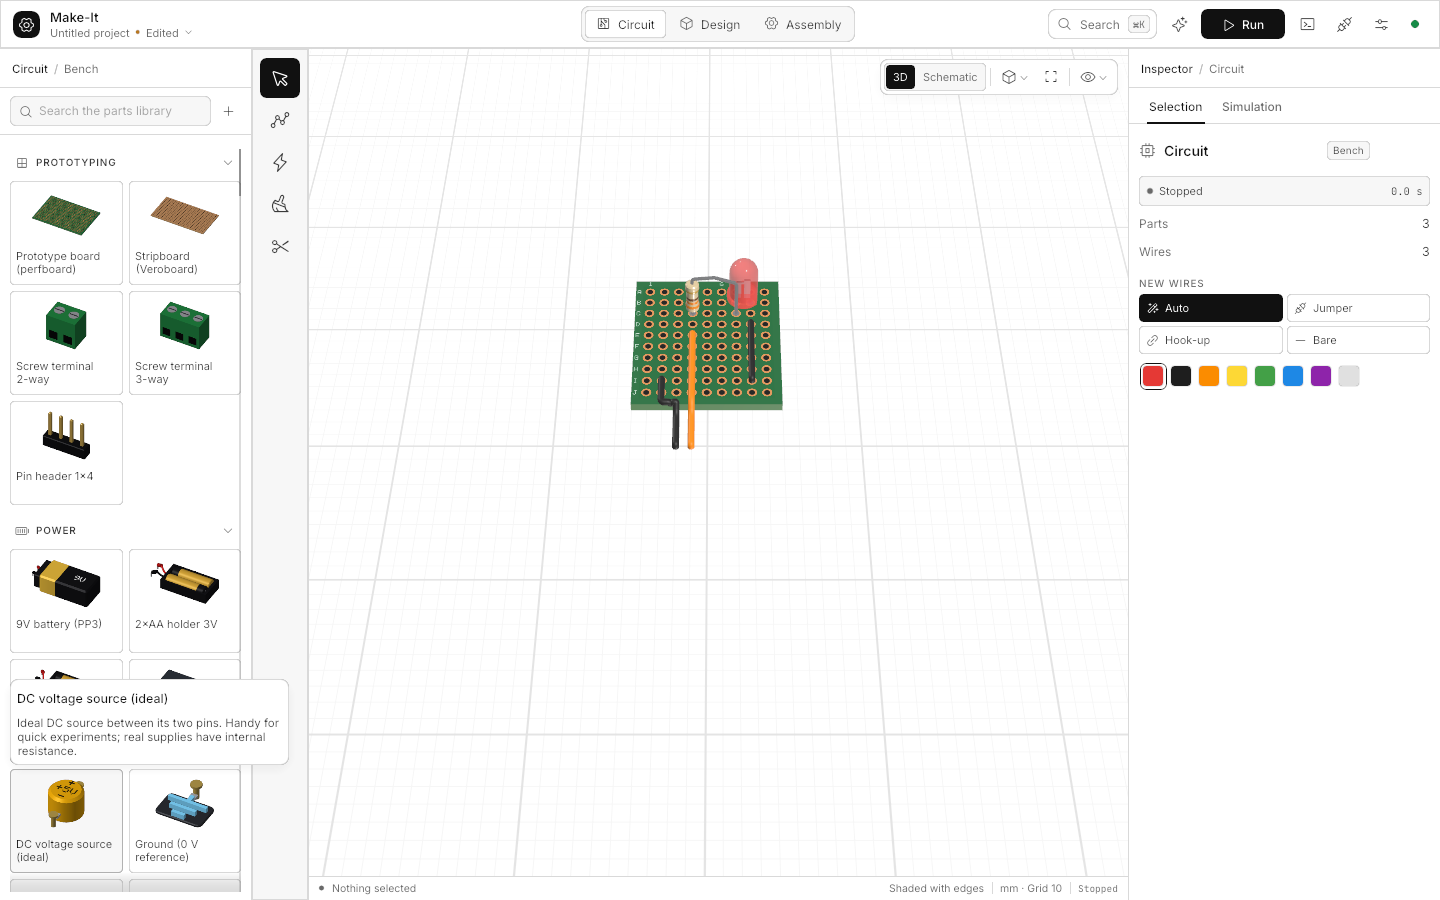 Make-It
Untitled project • Edited
Circuit
Design
Assembly
Search ⌘K
Run
Circuit / Bench
Search the parts library
PROTOTYPING
Prototype board
(perfboard)
Stripboard
(Veroboard)
Screw terminal
2-way
Screw terminal
3-way
Pin header 1×4
POWER
9V
9V battery (PP3)
2×AA holder 3V
DC voltage source (ideal)
Ideal DC source between its two pins. Handy for
quick experiments; real supplies have internal
resistance.
+5V
DC voltage source
(ideal)
Ground (0 V
reference)
3D
Schematic
A
B
C
D
E
F
G
H
I
J
Nothing selected
Shaded with edges
mm · Grid 10
Stopped
Inspector / Circuit
Selection
Simulation
Circuit
Bench
Stopped
0.0 s
Parts
3
Wires
3
NEW WIRES
Auto
Jumper
Hook-up
Bare